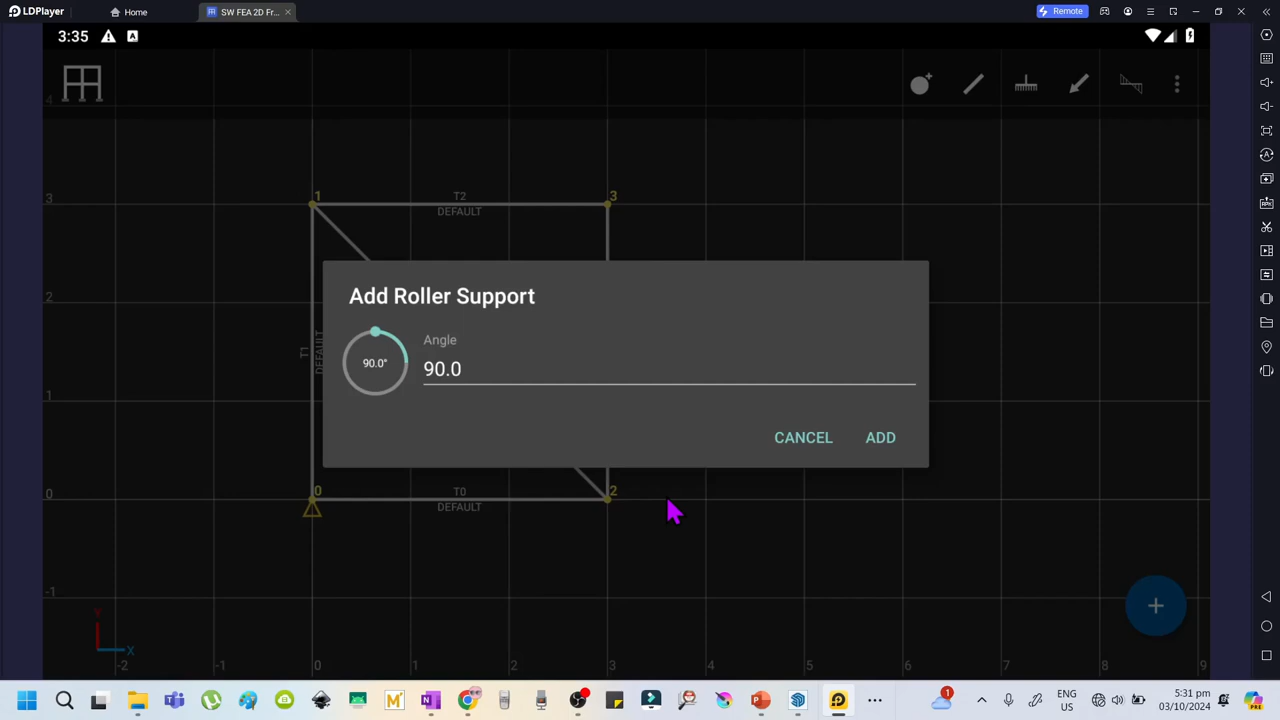 LDPlayer
Home
SW FEA 2D Fr...
Remote
3:35
4
3
2
1
0
-1
1
T2
DEFAULT
3
T1
DEFAULT
Add Roller Support
90.0°
Angle
90.0
CANCEL
ADD
0
T0
DEFAULT
2
Y
X
-2
-1
0
1
2
3
4
5
6
7
8
9
1
ENG
US
5:31 pm
03/10/2024